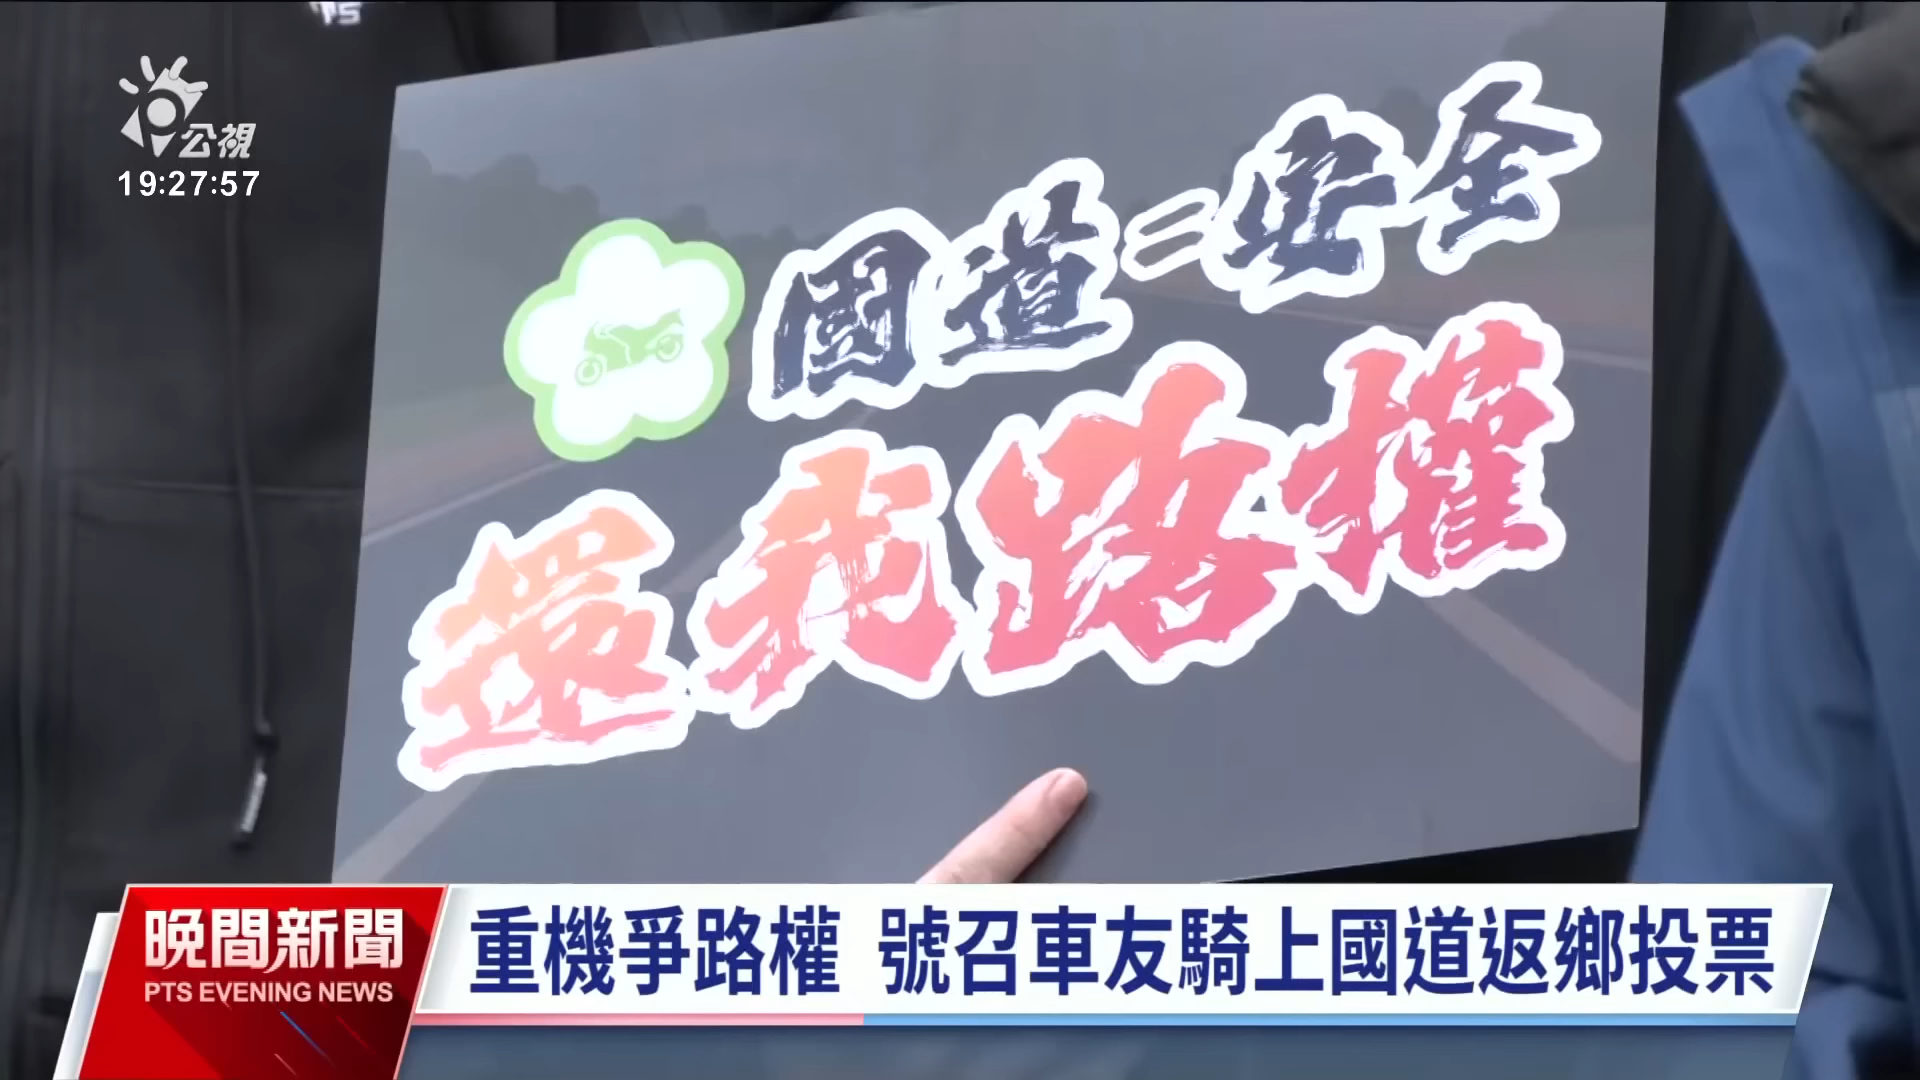 公視
19:27:57
國道=安全
還我路權
晚間新聞
PTS EVENING NEWS
重機爭路權 號召車友騎上國道返鄉投票